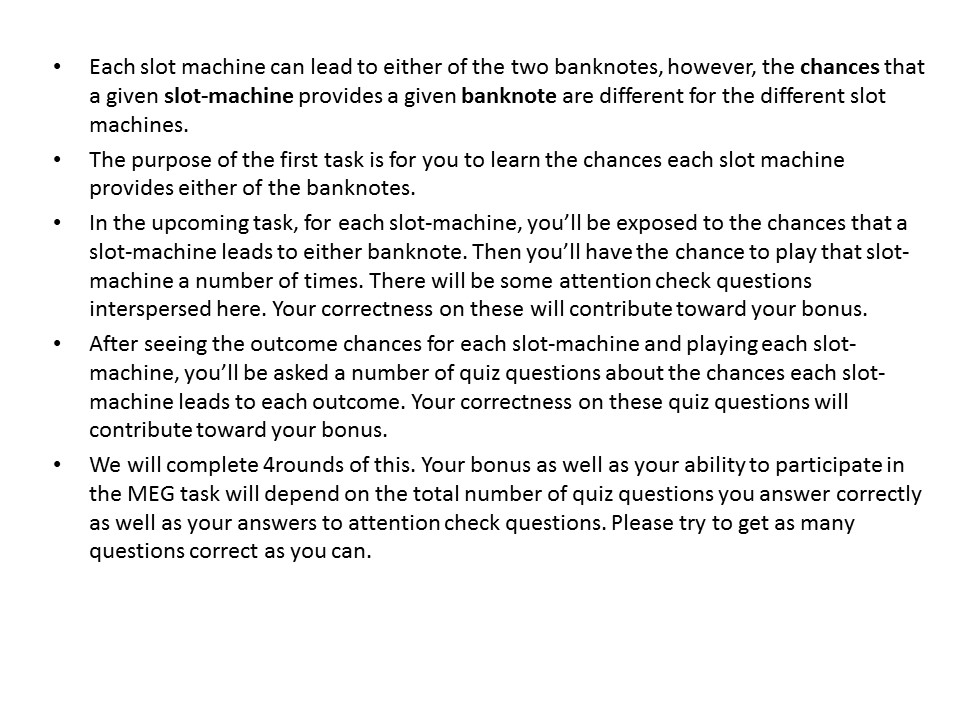 • Each slot machine can lead to either of the two banknotes, however, the chances that
a given slot-machine provides a given banknote are different for the different slot
machines.
• The purpose of the first task is for you to learn the chances each slot machine
provides either of the banknotes.
• In the upcoming task, for each slot-machine, you’ll be exposed to the chances that a
slot-machine leads to either banknote. Then you’ll have the chance to play that slot-
machine a number of times. There will be some attention check questions
interspersed here. Your correctness on these will contribute toward your bonus.
• After seeing the outcome chances for each slot-machine and playing each slot-
machine, you’ll be asked a number of quiz questions about the chances each slot-
machine leads to each outcome. Your correctness on these quiz questions will
contribute toward your bonus.
• We will complete 4rounds of this. Your bonus as well as your ability to participate in
the MEG task will depend on the total number of quiz questions you answer correctly
as well as your answers to attention check questions. Please try to get as many
questions correct as you can.